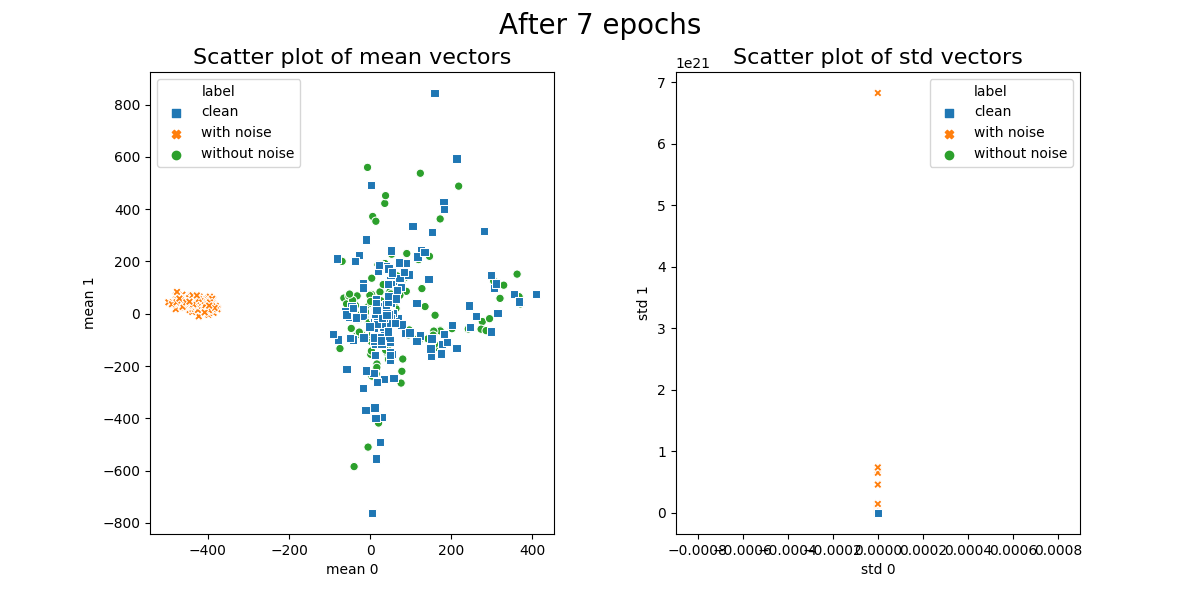 After 7 epochs
Scatter plot of mean vectors
label
clean
with noise
without noise
800
600
400
200
0
−200
−400
−600
−800
mean 1
−400
−200
0
200
400
mean 0
Scatter plot of std vectors
1e21
label
clean
with noise
without noise
7
6
5
4
3
2
1
0
std 1
−0.0008
−0.0006
−0.0004
−0.0002
0.0000
0.0002
0.0004
0.0006
0.0008
std 0